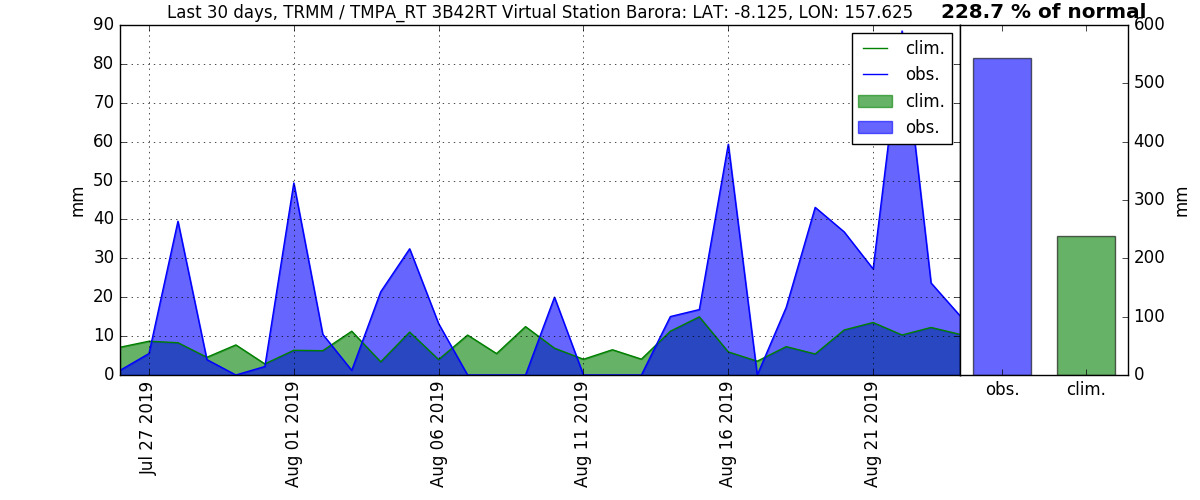 Last 30 days, TRMM / TMPA_RT 3B42RT Virtual Station Barora: LAT: -8.125, LON: 157.625
228.7 % of normal
90
80
70
60
50
40
30
20
10
0
mm
clim.
obs.
clim.
obs.
Jul 27 2019
Aug 01 2019
Aug 06 2019
Aug 11 2019
Aug 16 2019
Aug 21 2019
600
500
400
300
200
100
0
mm
obs.
clim.